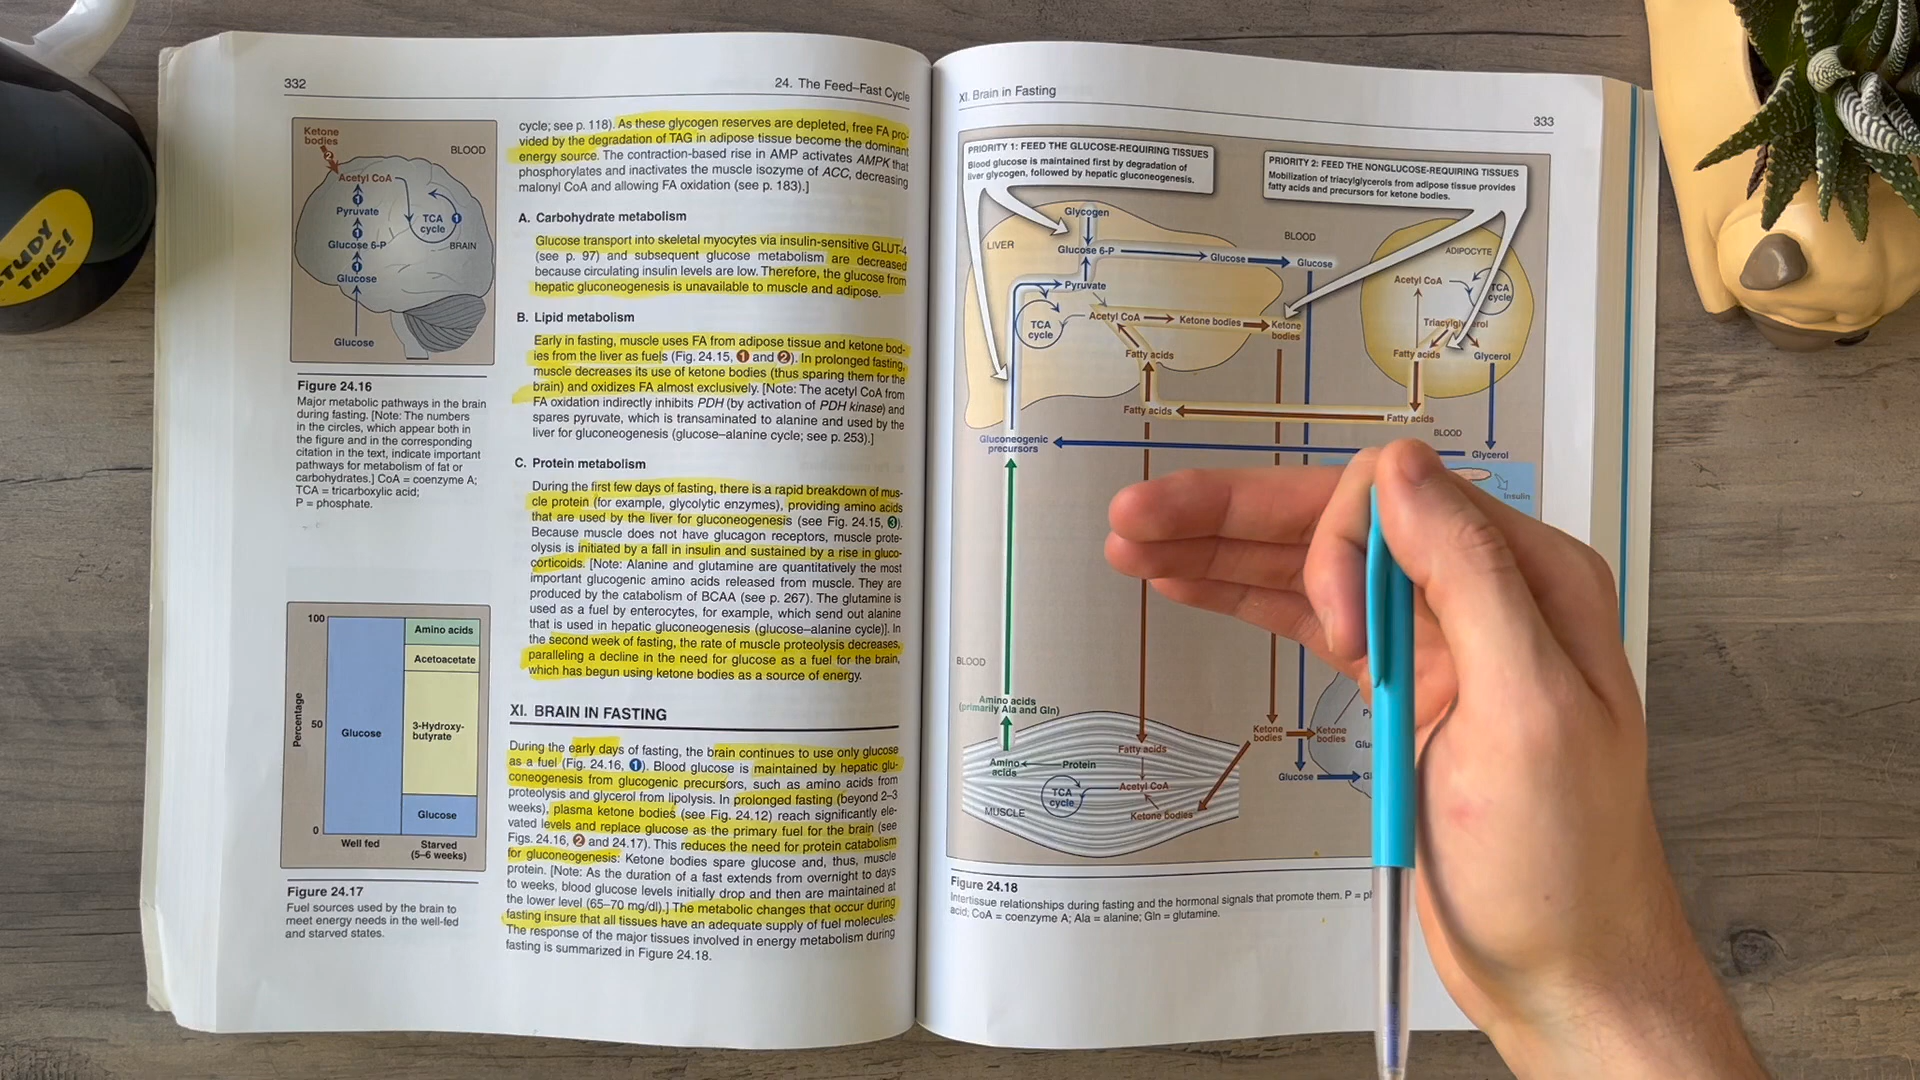 STUDY
THIS!
332
24. The Feed–Fast Cycle
Ketone
bodies
2
BLOOD
Acetyl CoA
1
Pyruvate
TCA
cycle
1
1
Glucose 6-P
BRAIN
1
Glucose
Glucose
Figure 24.16
Major metabolic pathways in the brain
during fasting. [Note: The numbers
in the circles, which appear both in
the figure and in the corresponding
citation in the text, indicate important
pathways for metabolism of fat or
carbohydrates.] CoA = coenzyme A;
TCA = tricarboxylic acid;
P = phosphate.
100
50
0
Percentage
Glucose
Amino acids
Acetoacetate
3-Hydroxy-
butyrate
Glucose
Well fed
Starved
(5–6 weeks)
Figure 24.17
Fuel sources used by the brain to
meet energy needs in the well-fed
and starved states.
cycle; see p. 118). As these glycogen reserves are depleted, free FA pro-
vided by the degradation of TAG in adipose tissue become the dominant
energy source. The contraction-based rise in AMP activates AMPK that
phosphorylates and inactivates the muscle isozyme of ACC, decreasing
malonyl CoA and allowing FA oxidation (see p. 183).]
A. Carbohydrate metabolism
Glucose transport into skeletal myocytes via insulin-sensitive GLUT-4
(see p. 97) and subsequent glucose metabolism are decreased
because circulating insulin levels are low. Therefore, the glucose from
hepatic gluconeogenesis is unavailable to muscle and adipose.
B. Lipid metabolism
Early in fasting, muscle uses FA from adipose tissue and ketone bod-
ies from the liver as fuels (Fig. 24.15, 1 and 2). In prolonged fasting,
muscle decreases its use of ketone bodies (thus sparing them for the
brain) and oxidizes FA almost exclusively. [Note: The acetyl CoA from
FA oxidation indirectly inhibits PDH (by activation of PDH kinase) and
spares pyruvate, which is transaminated to alanine and used by the
liver for gluconeogenesis (glucose–alanine cycle; see p. 253).]
C. Protein metabolism
During the first few days of fasting, there is a rapid breakdown of mus-
cle protein (for example, glycolytic enzymes), providing amino acids
that are used by the liver for gluconeogenesis (see Fig. 24.15, 3).
Because muscle does not have glucagon receptors, muscle prote-
olysis is initiated by a fall in insulin and sustained by a rise in gluco-
corticoids. [Note: Alanine and glutamine are quantitatively the most
important glucogenic amino acids released from muscle. They are
produced by the catabolism of BCAA (see p. 267). The glutamine is
used as a fuel by enterocytes, for example, which send out alanine
that is used in hepatic gluconeogenesis (glucose–alanine cycle)]. In
the second week of fasting, the rate of muscle proteolysis decreases,
paralleling a decline in the need for glucose as a fuel for the brain,
which has begun using ketone bodies as a source of energy.
XI. BRAIN IN FASTING
During the early days of fasting, the brain continues to use only glucose
as a fuel (Fig. 24.16, 1). Blood glucose is maintained by hepatic glu-
coneogenesis from glucogenic precursors, such as amino acids from
proteolysis and glycerol from lipolysis. In prolonged fasting (beyond 2–3
weeks), plasma ketone bodies (see Fig. 24.12) reach significantly ele-
vated levels and replace glucose as the primary fuel for the brain (see
Figs. 24.16, 2 and 24.17). This reduces the need for protein catabolism
for gluconeogenesis: Ketone bodies spare glucose and, thus, muscle
protein. [Note: As the duration of a fast extends from overnight to days
to weeks, blood glucose levels initially drop and then are maintained at
the lower level (65–70 mg/dl).] The metabolic changes that occur during
fasting insure that all tissues have an adequate supply of fuel molecules.
The response of the major tissues involved in energy metabolism during
fasting is summarized in Figure 24.18.
XI. Brain in Fasting
333
PRIORITY 1: FEED THE GLUCOSE-REQUIRING TISSUES
Blood glucose is maintained first by degradation of
liver glycogen, followed by hepatic gluconeogenesis.
PRIORITY 2: FEED THE NONGLUCOSE-REQUIRING TISSUES
Mobilization of triacylglycerols from adipose tissue provides
fatty acids and precursors for ketone bodies.
Glycogen
LIVER
Glucose 6-P
Glucose
BLOOD
Glucose
ADIPOCYTE
Pyruvate
Acetyl CoA
TCA
cycle
TCA
cycle
Acetyl CoA
Ketone bodies
Ketone
bodies
Fatty acids
Fatty acids
Glycerol
Fatty acids
Fatty acids
BLOOD
Gluconeogenic
precursors
Glycerol
Insulin
BLOOD
Amino acids
(primarily Ala and Gln)
Fatty acids
Ketone
bodies
Ketone
bodies
Amino
acids
Protein
Glucose
TCA
cycle
Acetyl CoA
MUSCLE
Ketone bodies
Figure 24.18
Intertissue relationships during fasting and the hormonal signals that promote them. P =
acid; CoA = coenzyme A; Ala = alanine; Gln = glutamine.